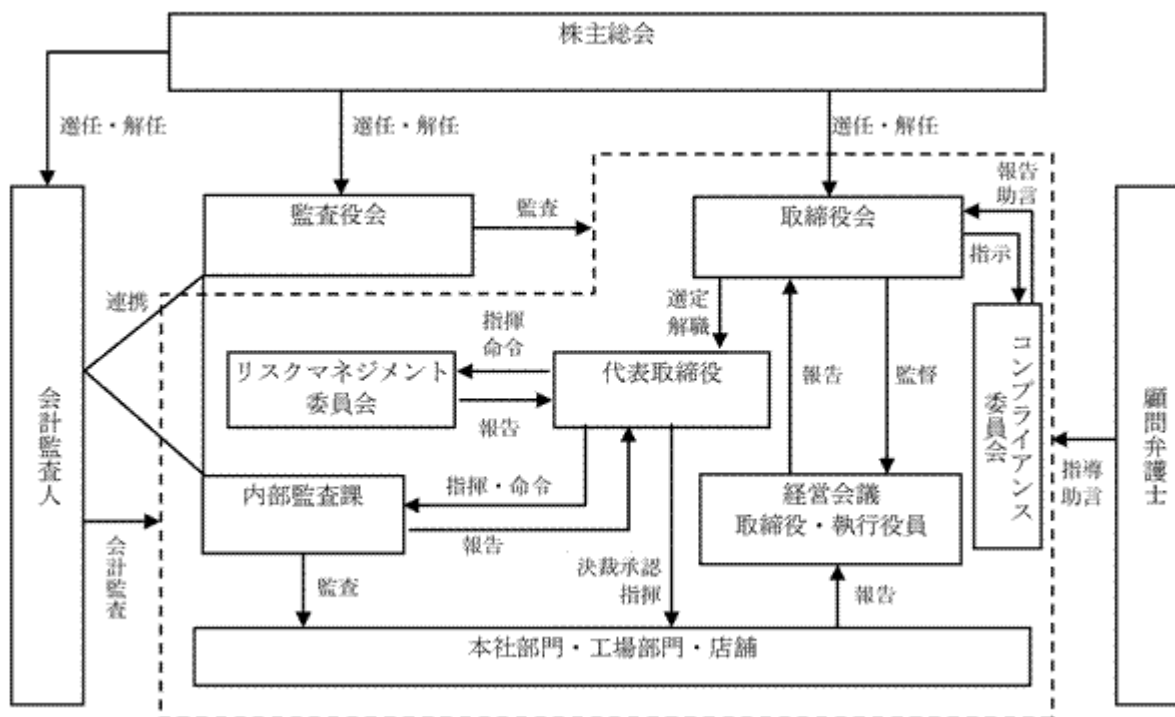 株主総会
選任・解任
選任・解任
選任・解任
報告
助言
監査役会
監査
取締役会
指示
連携
選定
解職
指揮
命令
リスクマネジメント
委員会
報告
代表取締役
報告
監督
コンプライアンス
委員会
会計監査人
顧問弁護士
指導
助言
内部監査課
指揮・命令
報告
経営会議
取締役・執行役員
会計監査
監査
決裁承認
指揮
報告
本社部門・工場部門・店舗